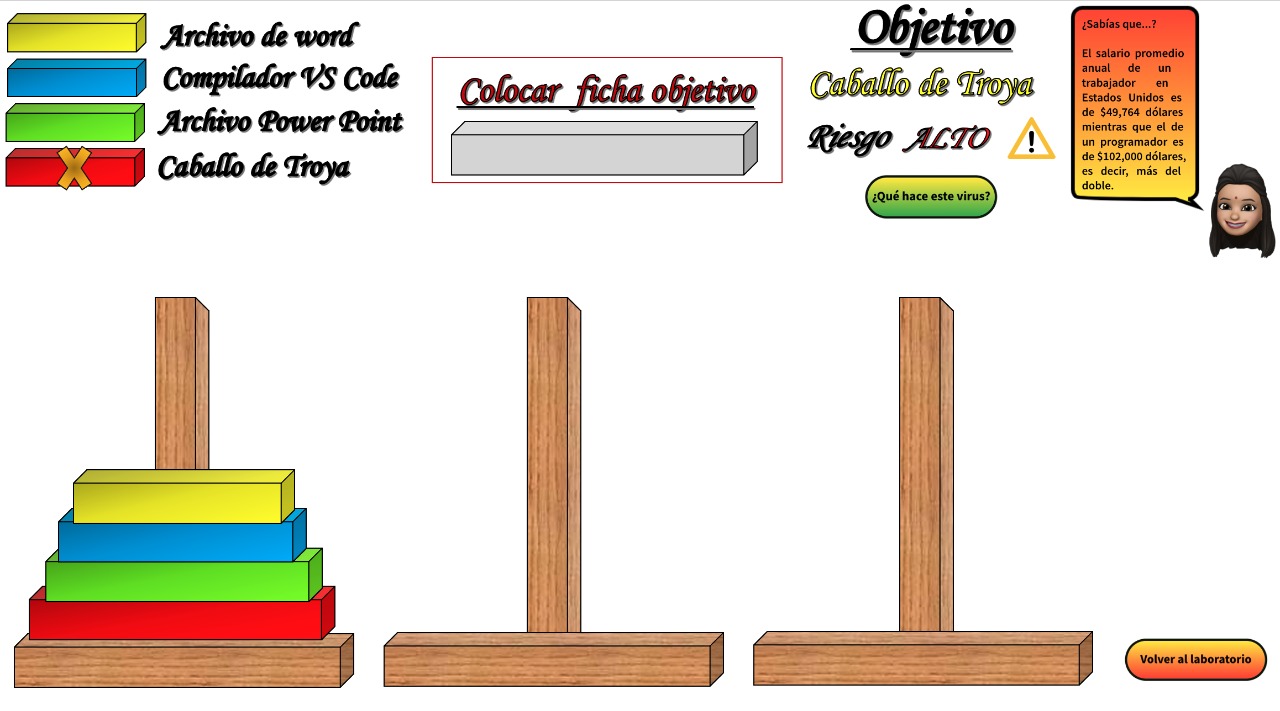 Archivo de word
Compilador VS Code
Archivo Power Point
Caballo de Troya
Colocar ficha objetivo
Objetivo
Caballo de Troya
Riesgo ALTO
¿Qué hace este virus?
¿Sabías que...?
El salario promedio
anual de un
trabajador en
Estados Unidos es
de $49,764 dólares
mientras que el de
un programador es
de $102,000 dólares,
es decir, más del
doble.
Volver al laboratorio